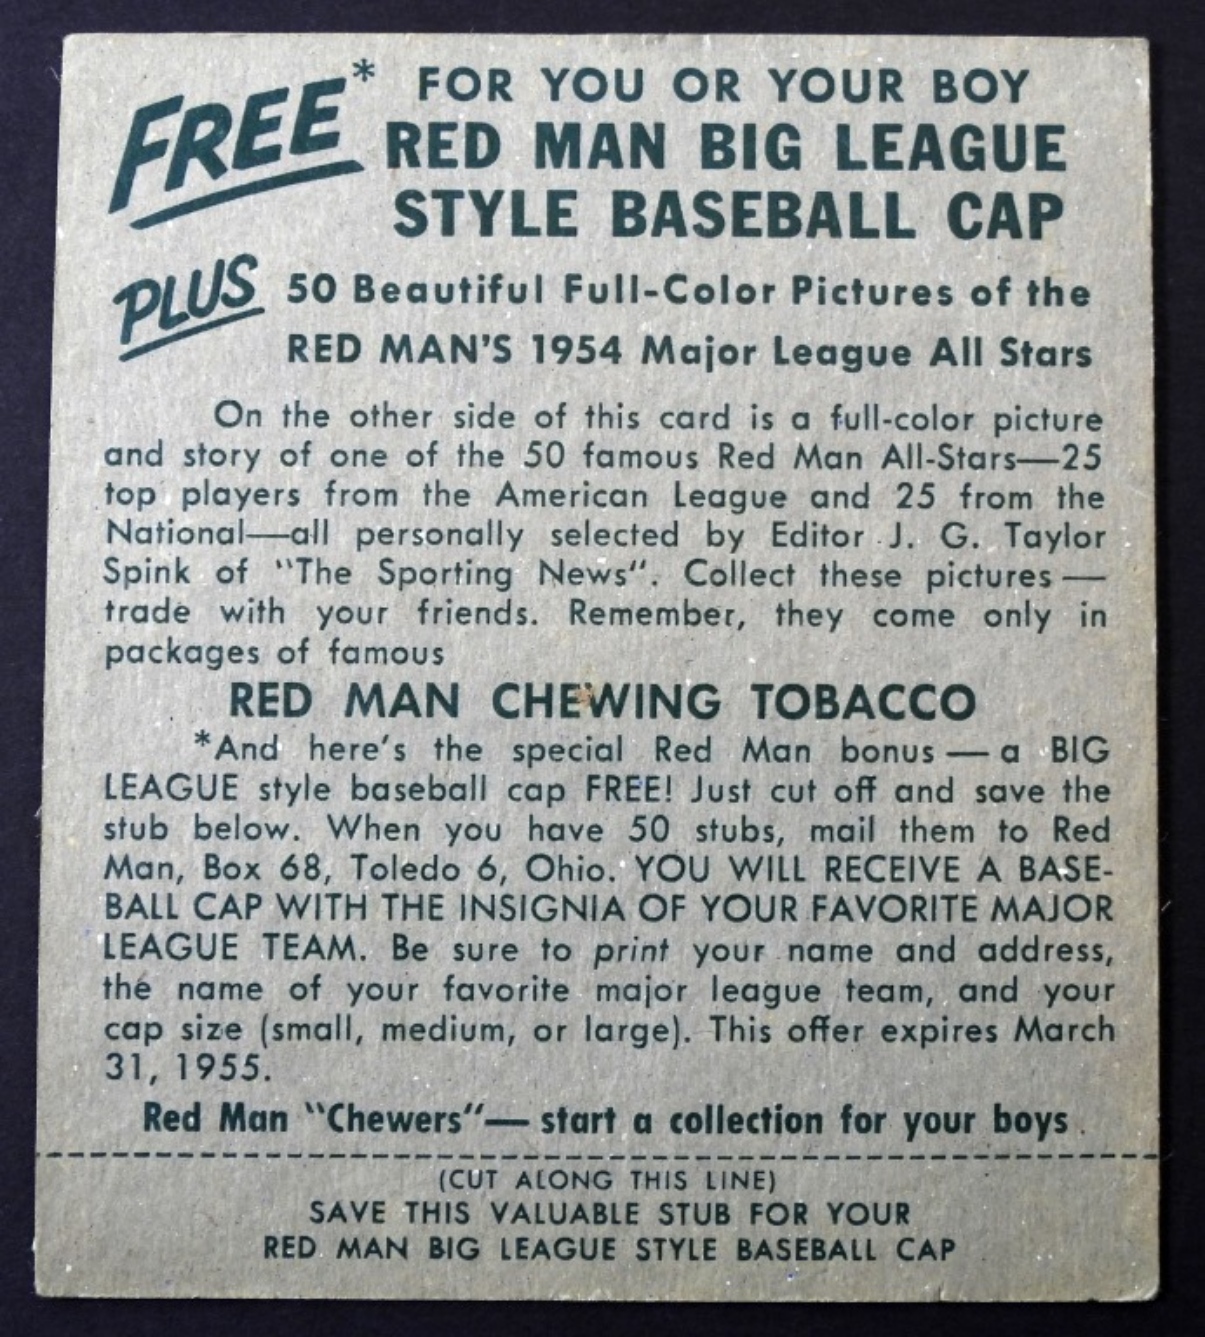 FREE* FOR YOU OR YOUR BOY
RED MAN BIG LEAGUE
STYLE BASEBALL CAP
PLUS 50 Beautiful Full-Color Pictures of the
RED MAN'S 1954 Major League All Stars
On the other side of this card is a full-color picture
and story of one of the 50 famous Red Man All-Stars—25
top players from the American League and 25 from the
National—all personally selected by Editor J. G. Taylor
Spink of "The Sporting News". Collect these pictures —
trade with your friends. Remember, they come only in
packages of famous
RED MAN CHEWING TOBACCO
*And here's the special Red Man bonus — a BIG
LEAGUE style baseball cap FREE! Just cut off and save the
stub below. When you have 50 stubs, mail them to Red
Man, Box 68, Toledo 6, Ohio. YOU WILL RECEIVE A BASE-
BALL CAP WITH THE INSIGNIA OF YOUR FAVORITE MAJOR
LEAGUE TEAM. Be sure to print your name and address,
the name of your favorite major league team, and your
cap size (small, medium, or large). This offer expires March
31, 1955.
Red Man "Chewers"— start a collection for your boys
(CUT ALONG THIS LINE)
SAVE THIS VALUABLE STUB FOR YOUR
RED MAN BIG LEAGUE STYLE BASEBALL CAP